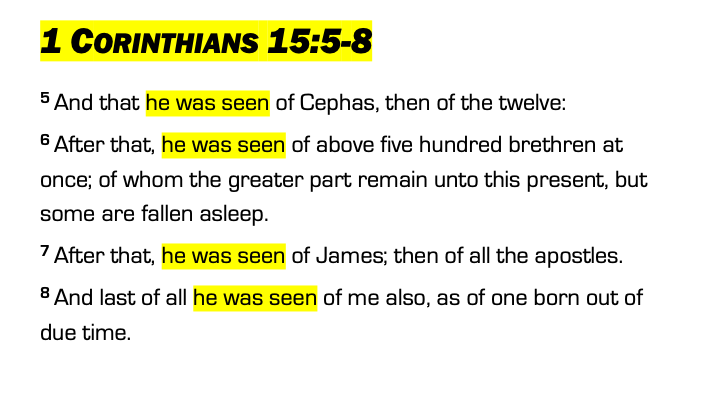 1 CORINTHIANS 15:5-8
5 And that he was seen of Cephas, then of the twelve:
6 After that, he was seen of above five hundred brethren at
once; of whom the greater part remain unto this present, but
some are fallen asleep.
7 After that, he was seen of James; then of all the apostles.
8 And last of all he was seen of me also, as of one born out of
due time.